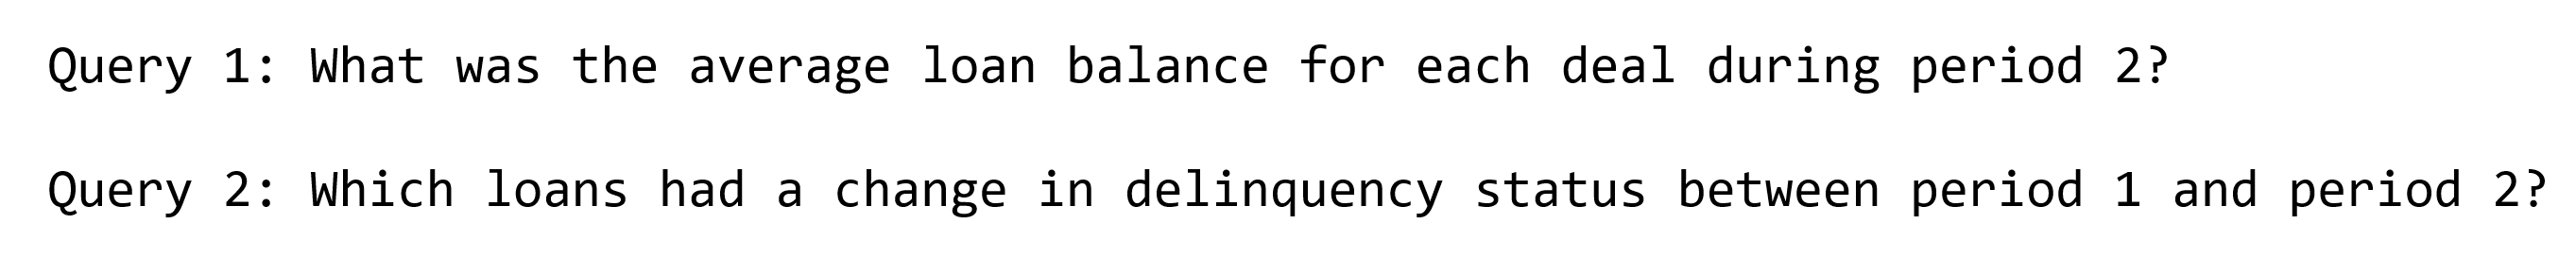 Query 1: What was the average loan balance for each deal during period 2?
Query 2: Which loans had a change in delinquency status between period 1 and period 2?